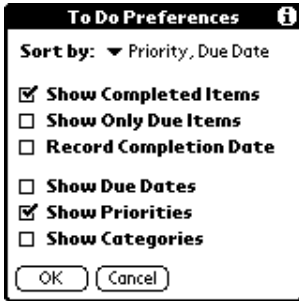 To Do Preferences
Sort by: Priority, Due Date
Show Completed Items
Show Only Due Items
Record Completion Date
Show Due Dates
Show Priorities
Show Categories
OK Cancel